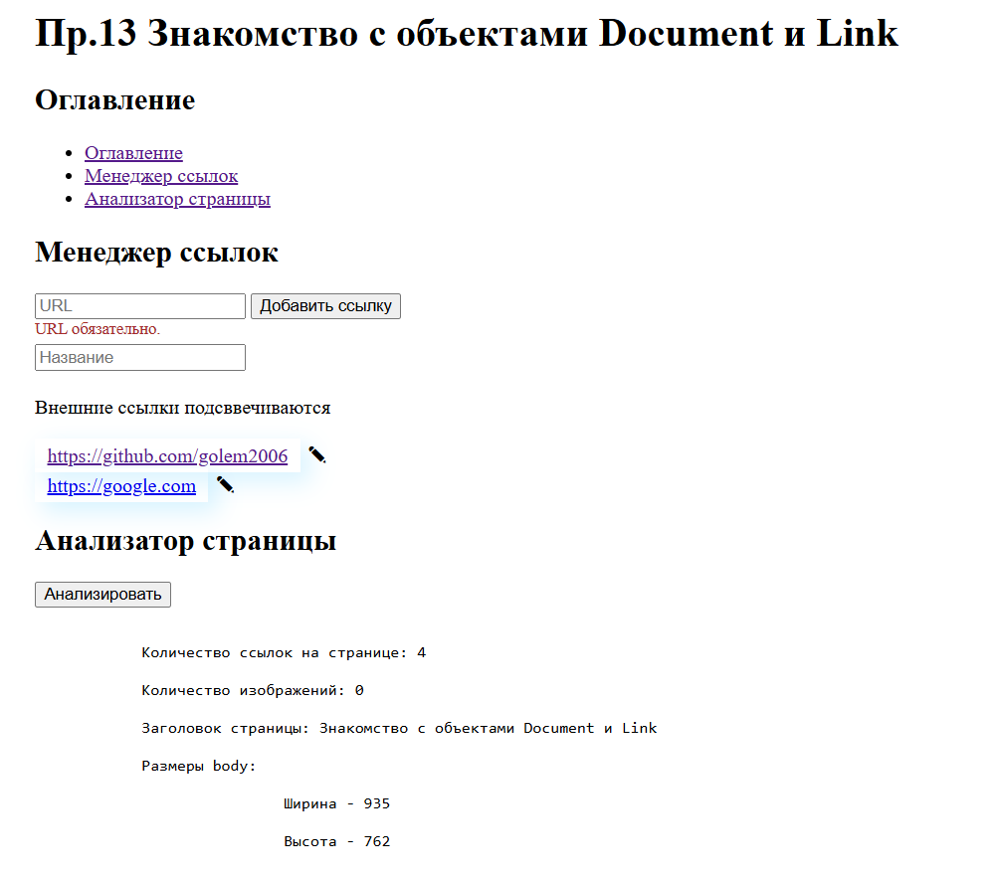 Пр.13 Знакомство с объектами Document и Link
Оглавление
Оглавление
Менеджер ссылок
Анализатор страницы
Менеджер ссылок
URL Добавить ссылку
URL обязательно.
Название
Внешние ссылки подсввечиваются
https://github.com/golem2006
https://google.com
Анализатор страницы
Анализировать
Количество ссылок на странице: 4
Количество изображений: 0
Заголовок страницы: Знакомство с объектами Document и Link
Размеры body:
Ширина - 935
Высота - 762